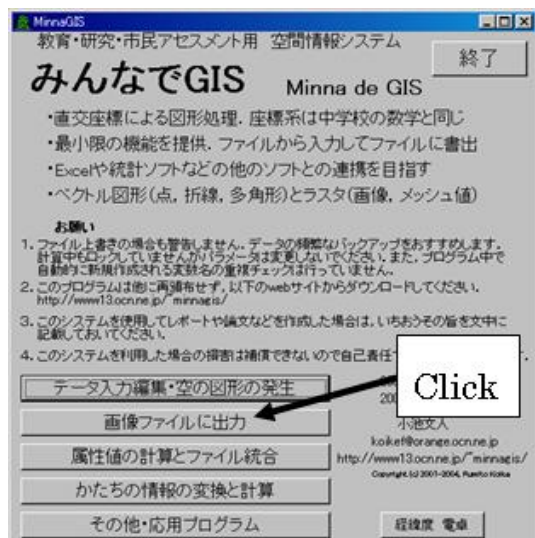 MinnaGIS
教育・研究・市民アセスメント用 空間情報システム
終了
みんなでGIS Minna de GIS
・直交座標による図形処理. 座標系は中学校の数学と同じ
・最小限の機能を提供. ファイルから入力してファイルに書出
・Excelや統計ソフトなどの他のソフトとの連携を目指す
・ベクトル図形(点, 折線, 多角形)とラスタ(画像, メッシュ値)
お願い
1. ファイル上書きの場合も警告しません. データの頻繁なバックアップをおすすめします.
計算中もロックしていませんがパラメータは変更しないでください. また, プログラム中で
自動的に新規作成される変数名の重複チェックは行っていません.
2. このプログラムは他に再頒布せず, 以下のwebサイトからダウンロードしてください.
http://www13.ocn.ne.jp/~minnagis/
3. このシステムを使用してレポートや論文などを作成した場合は, いちおうその旨を文中に
記載しておいてください.
4. このシステムを利用した場合の損害は補償できないので自己責任で
Click
データ入力編集・空の図形の発生
画像ファイルに出力
小池文人
koikef@orange.ocn.ne.jp
属性値の計算とファイル統合
http://www13.ocn.ne.jp/~minnagis/
Copyright (c) 2001-2004, Fumito Koike
かたちの情報の変換と計算
その他・応用プログラム
経緯度 電卓